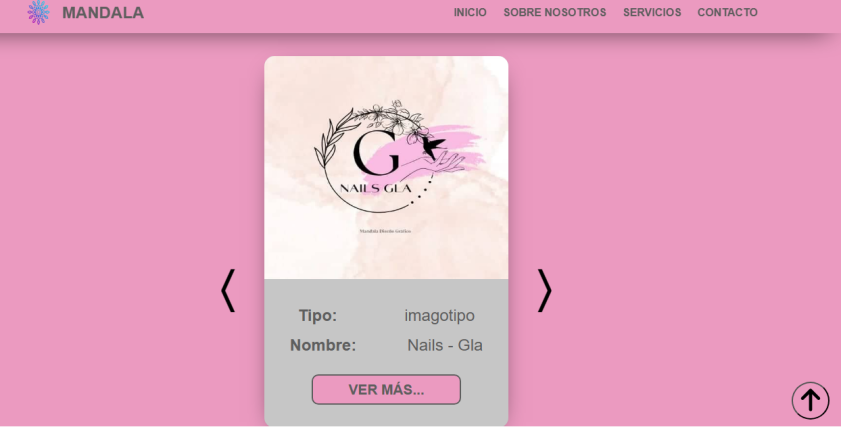 MANDALA
INICIO SOBRE NOSOTROS SERVICIOS CONTACTO
G
NAILS GLA
Mandala Diseño Gráfico
Tipo: imagotipo
Nombre: Nails - Gla
VER MÁS...